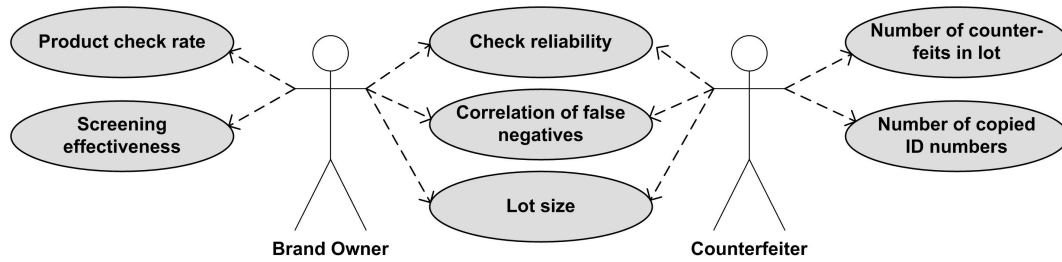 Product check rate
Screening
effectiveness
Check reliability
Correlation of false
negatives
Lot size
Number of counter-
feits in lot
Number of copied
ID numbers
Brand Owner
Counterfeiter